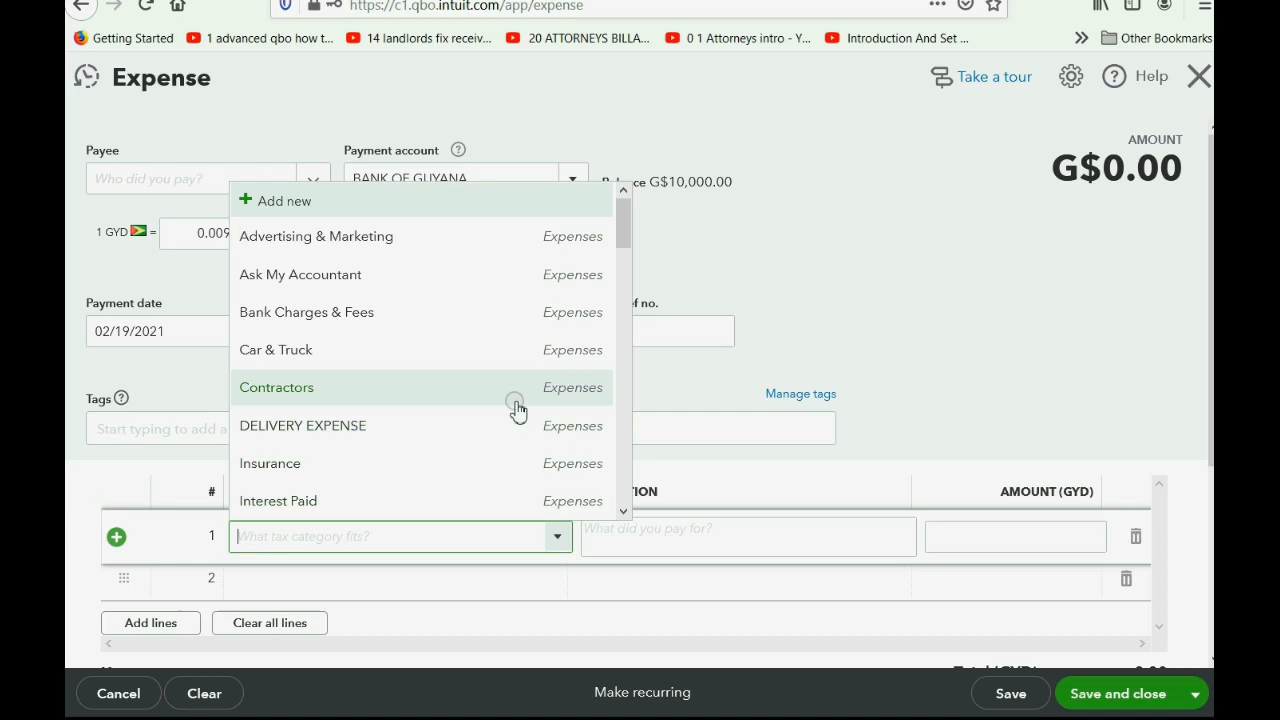 https://c1.qbo.intuit.com/app/expense
Getting Started
1 advanced qbo how t...
14 landlords fix receiv...
20 ATTORNEYS BILLA...
0 1 Attorneys intro - Y...
Introduction And Set ...
Other Bookmarks
Expense
Take a tour
Help
Payee
Payment account
AMOUNT
Who did you pay?
BANK OF GUYANA
G$10,000.00
G$0.00
Add new
1 GYD
=
0.009
Advertising & Marketing Expenses
Ask My Accountant Expenses
Payment date
Bank Charges & Fees Expenses
02/19/2021
Car & Truck Expenses
Tags
Contractors Expenses
Manage tags
Start typing to add a
DELIVERY EXPENSE Expenses
Insurance Expenses
# AMOUNT (GYD)
Interest Paid Expenses
1 What tax category fits? What did you pay for?
2
Add lines Clear all lines
Cancel Clear Make recurring Save Save and close